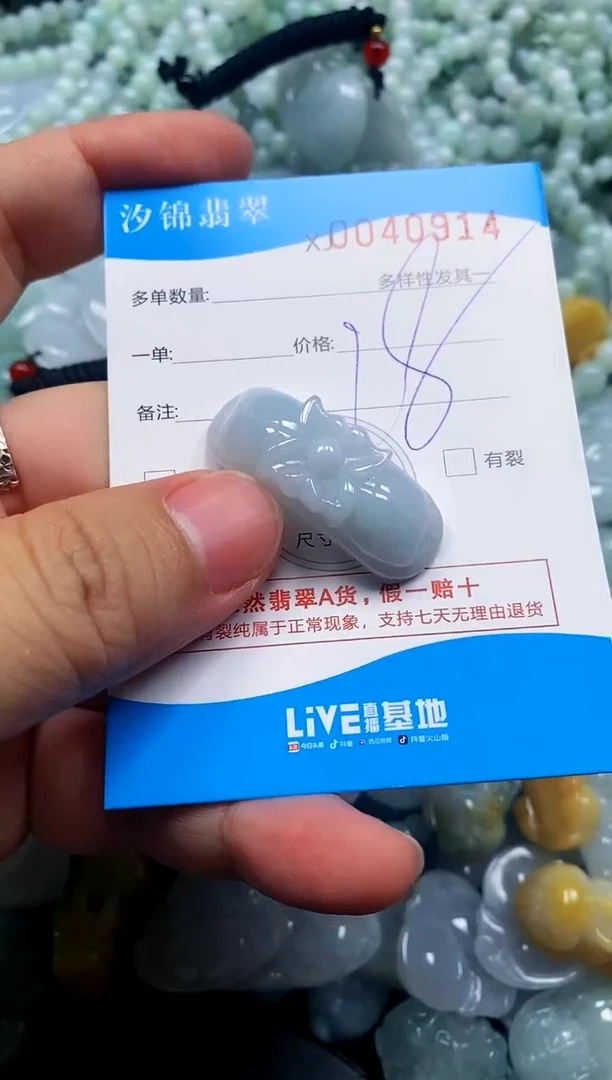 汐锦翡翠
XJ0040914
多样性发其一
多单数量:
一单:
价格:
18
备注:
有裂
尺寸
然翡翠A货，假一赔十
有裂纯属于正常现象，支持七天无理由退货
LiVE直播基地
今日头条 抖音 西瓜视频 抖音火山版